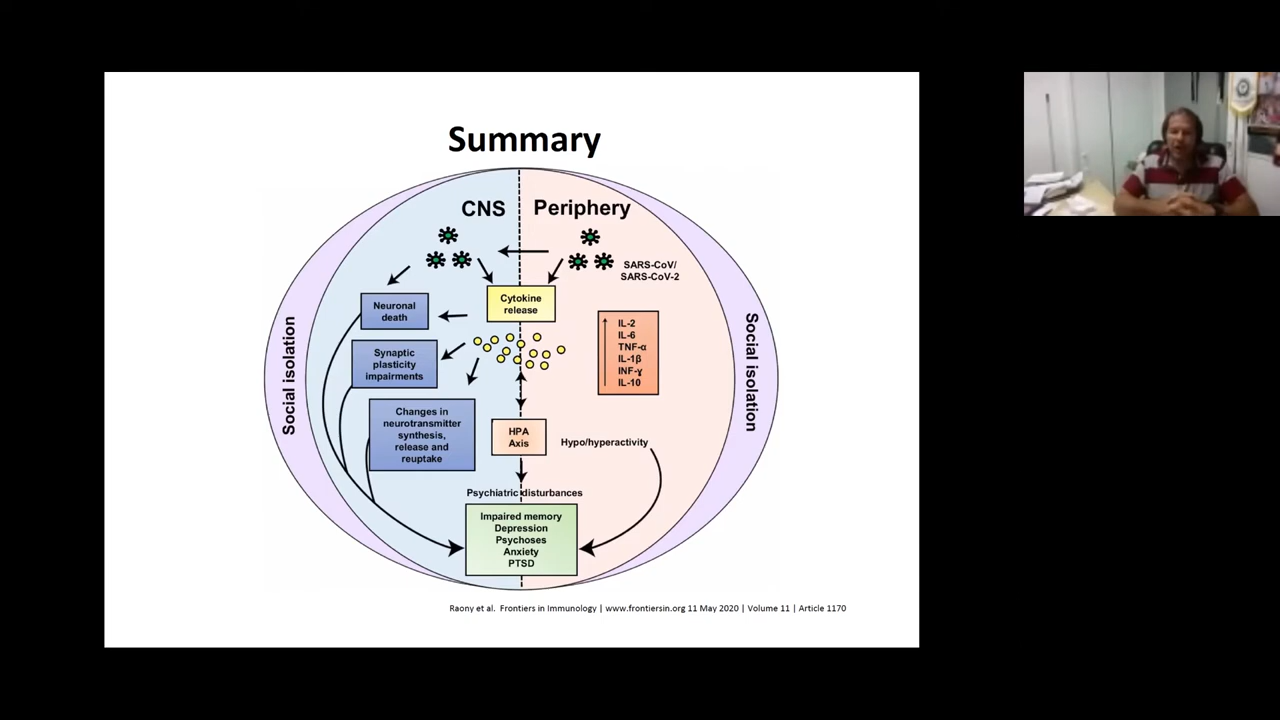 Summary
CNS
Periphery
SARS-CoV/
SARS-CoV-2
Cytokine
release
Neuronal
death
IL-2
IL-6
TNF-α
IL-1β
INF-γ
IL-10
Synaptic
plasticity
impairments
Changes in
neurotransmitter
synthesis,
release and
reuptake
HPA
Axis
Hypo/hyperactivity
Psychiatric disturbances
Impaired memory
Depression
Psychoses
Anxiety
PTSD
Social isolation
Social isolation
Raony et al. Frontiers in Immunology | www.frontiersin.org 11 May 2020 | Volume 11 | Article 1170